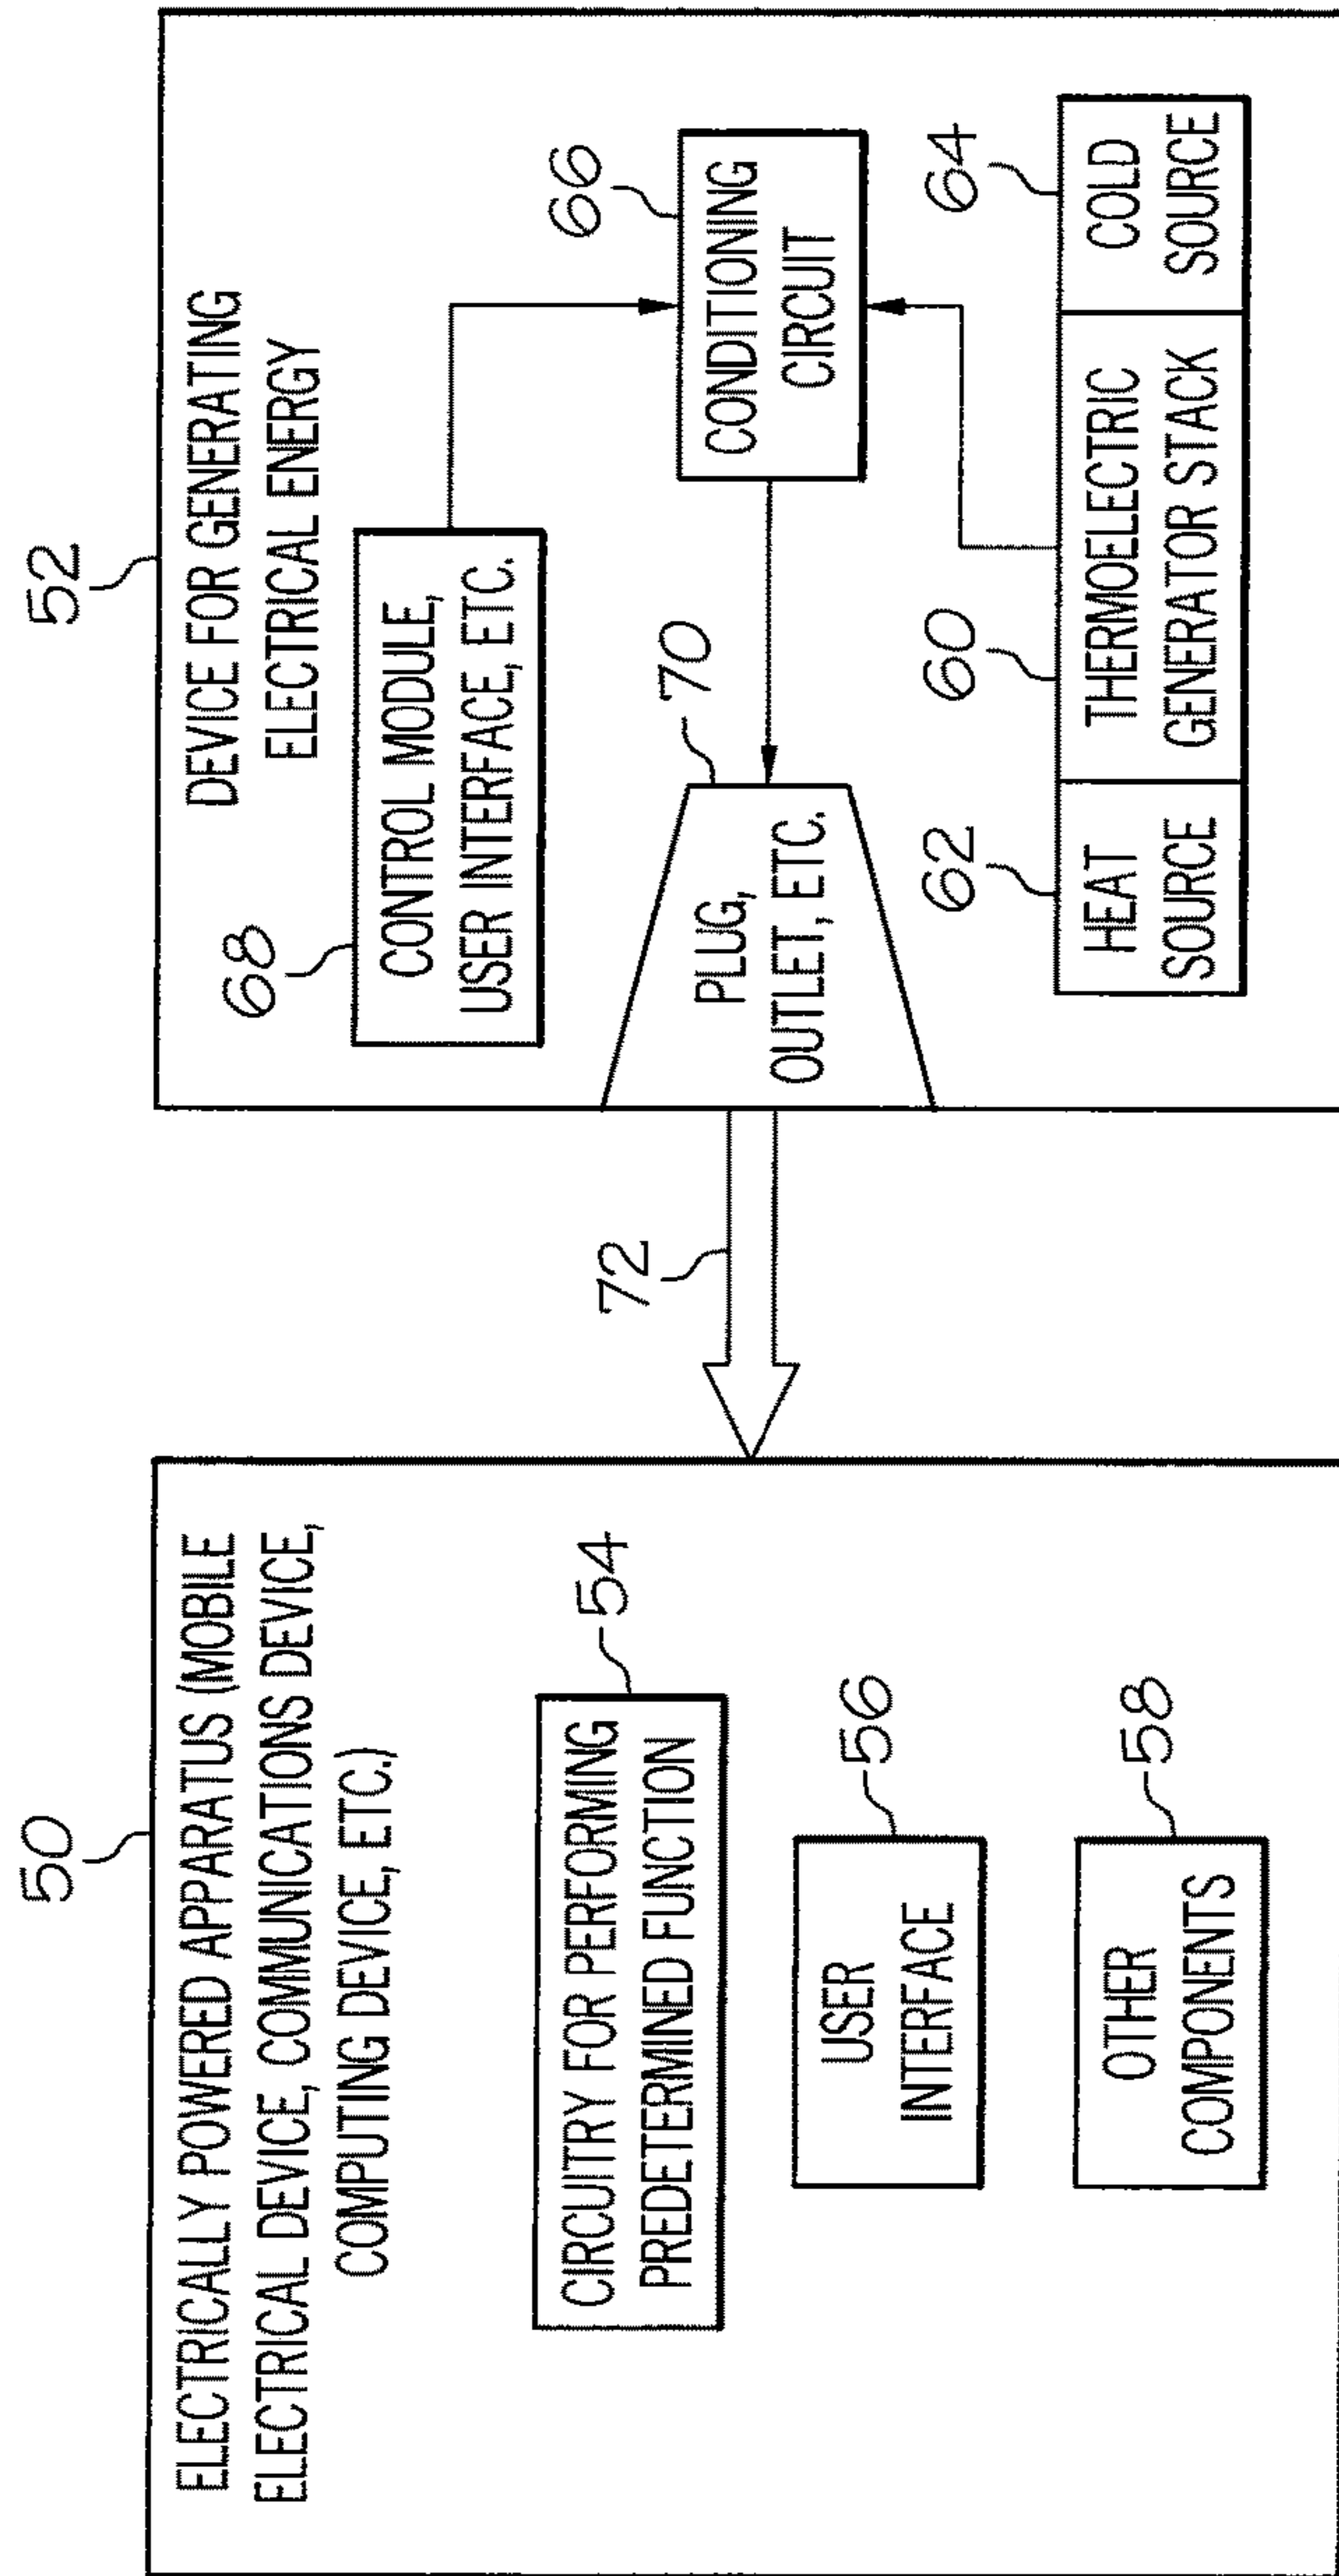 50
ELECTRICALLY POWERED APPARATUS (MOBILE
ELECTRICAL DEVICE, COMMUNICATIONS DEVICE,
COMPUTING DEVICE, ETC.)
CIRCUITRY FOR PERFORMING
PREDETERMINED FUNCTION
54
USER
INTERFACE
56
OTHER
COMPONENTS
58
72
52
DEVICE FOR GENERATING
ELECTRICAL ENERGY
68
CONTROL MODULE,
USER INTERFACE, ETC.
66
CONDITIONING
CIRCUIT
70
PLUG,
OUTLET, ETC.
62
HEAT
SOURCE
60
THERMOELECTRIC
GENERATOR STACK
64
COLD
SOURCE